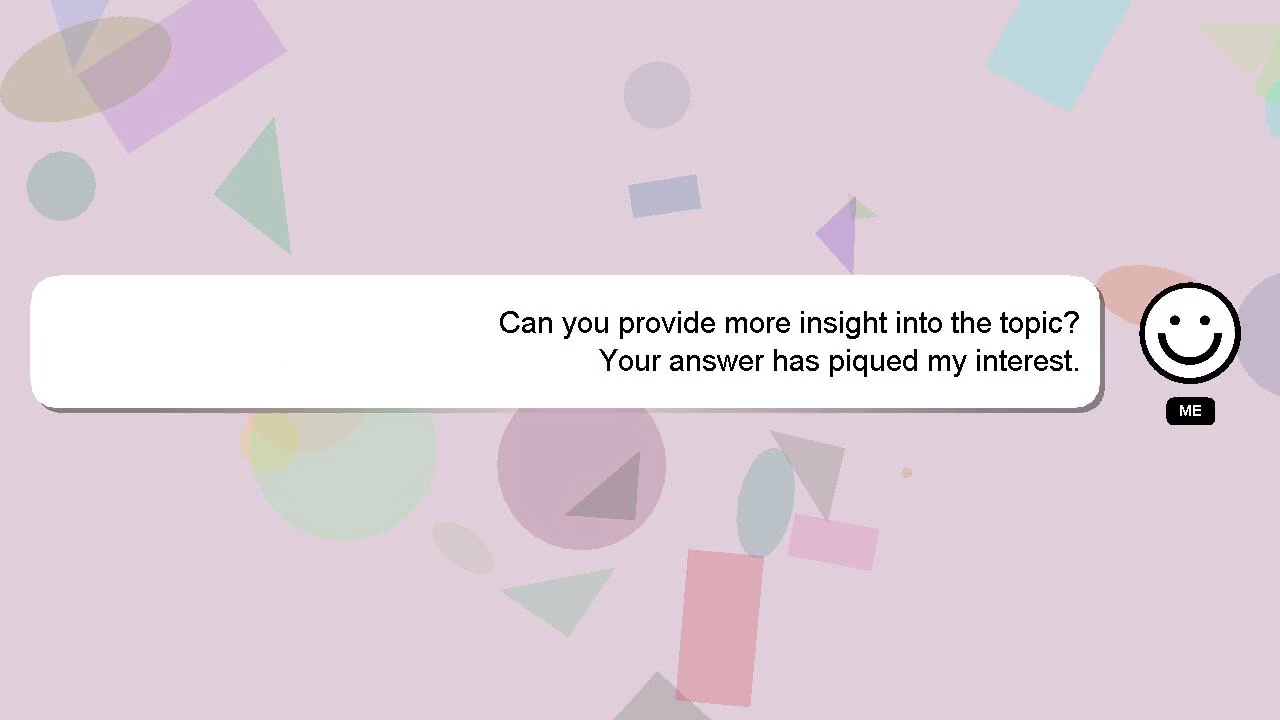 Can you provide more insight into the topic?
Your answer has piqued my interest.
ME